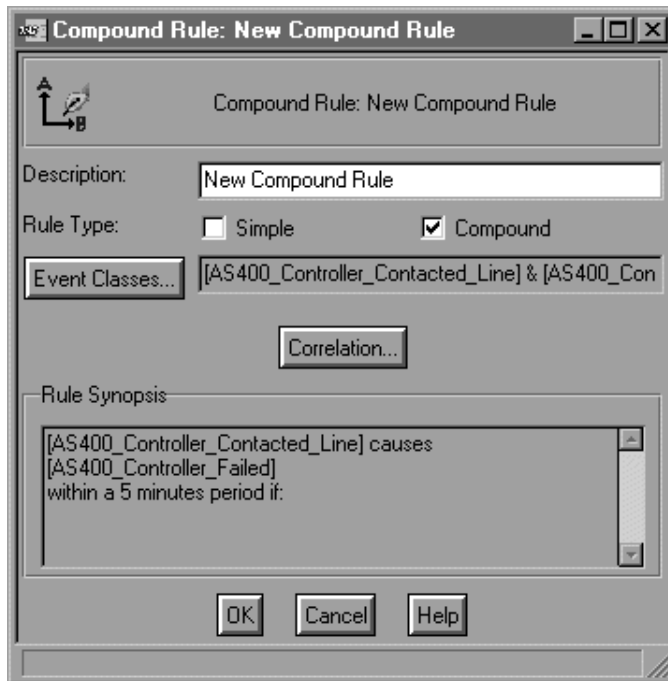 Compound Rule: New Compound Rule
A
B
Compound Rule: New Compound Rule
Description:
New Compound Rule
Rule Type:
Simple
Compound
Event Classes...
[AS400_Controller_Contacted_Line] & [AS400_Con
Correlation...
Rule Synopsis
[AS400_Controller_Contacted_Line] causes
[AS400_Controller_Failed]
within a 5 minutes period if:
OK
Cancel
Help